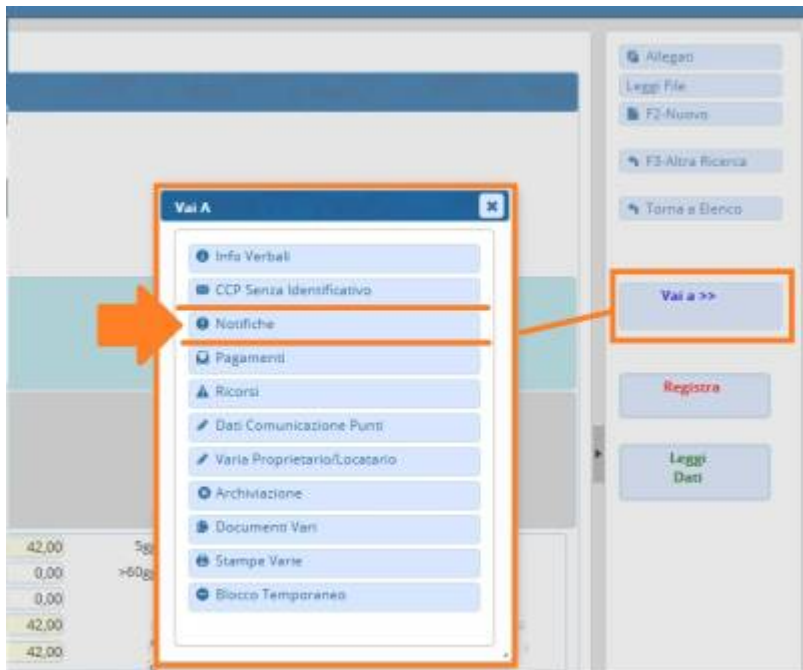 Allegati
Leggi File
F2-Nuovo
F3-Altra Ricerca
Torna a Elenco
Vai a >>
Registra
Leggi
Dati
Vai A
Info Verbali
CCP Senza Identificativo
Notifiche
Pagamenti
Ricorsi
Dati Comunicazione Punti
Varia Proprietario/Locatario
Archiviazione
Documenti Vari
Stampe Varie
Blocco Temporaneo
42,00 5gg
0,00 >60gg
0,00
42,00
42,00